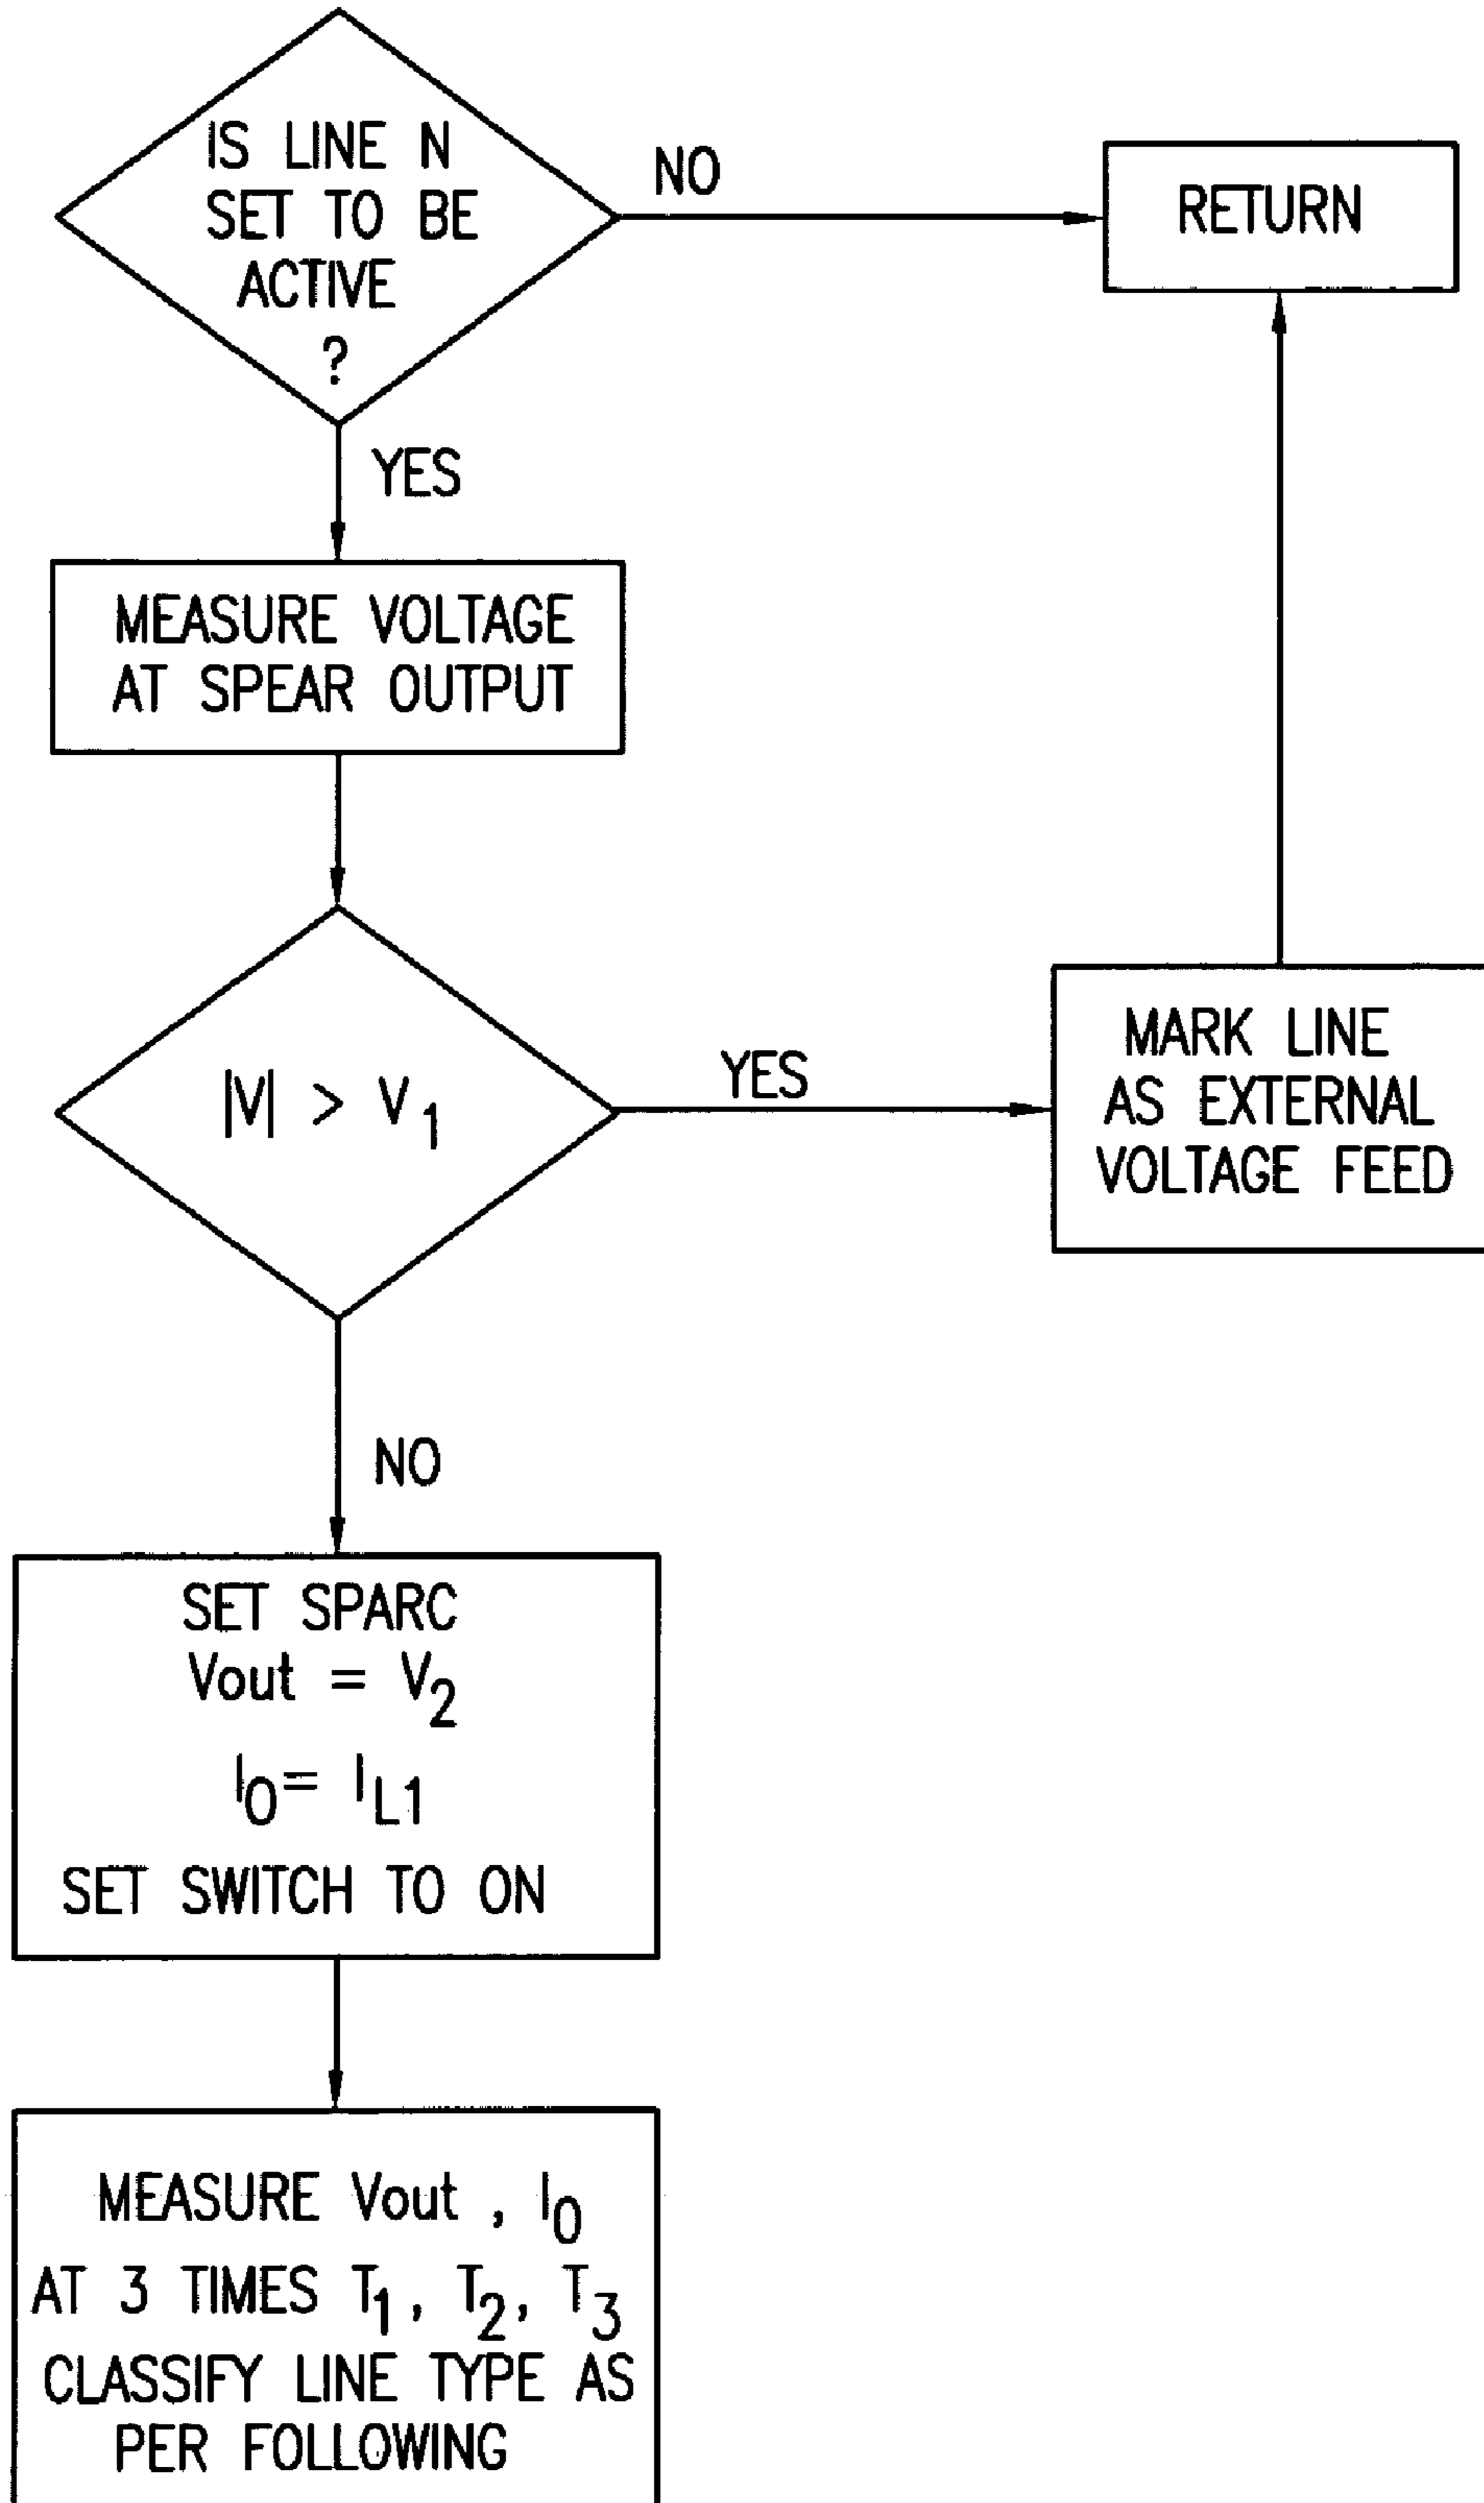 IS LINE N
SET TO BE
ACTIVE
?
NO
RETURN
YES
MEASURE VOLTAGE
AT SPEAR OUTPUT
|V| > V1
YES
MARK LINE
AS EXTERNAL
VOLTAGE FEED
NO
SET SPARC
Vout = V2
IO = IL1
SET SWITCH TO ON
MEASURE Vout , IO
AT 3 TIMES T1, T2, T3
CLASSIFY LINE TYPE AS
PER FOLLOWING